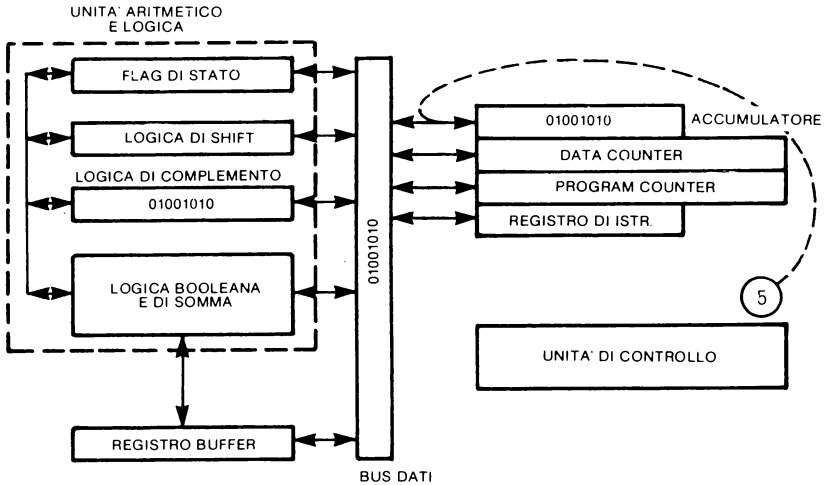 UNITA' ARITMETICO
E LOGICA
FLAG DI STATO
LOGICA DI SHIFT
LOGICA DI COMPLEMENTO
01001010
LOGICA BOOLEANA
E DI SOMMA
REGISTRO BUFFER
01001010
BUS DATI
01001010
ACCUMULATORE
DATA COUNTER
PROGRAM COUNTER
REGISTRO DI ISTR.
5
UNITA' DI CONTROLLO